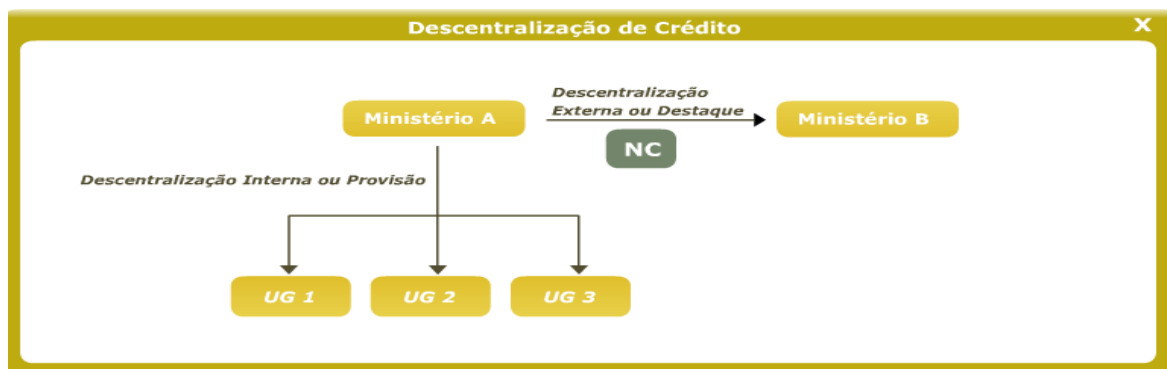 Descentralização de Crédito X
Descentralização
Externa ou Destaque
Ministério A
Ministério B
NC
Descentralização Interna ou Provisão
UG 1
UG 2
UG 3